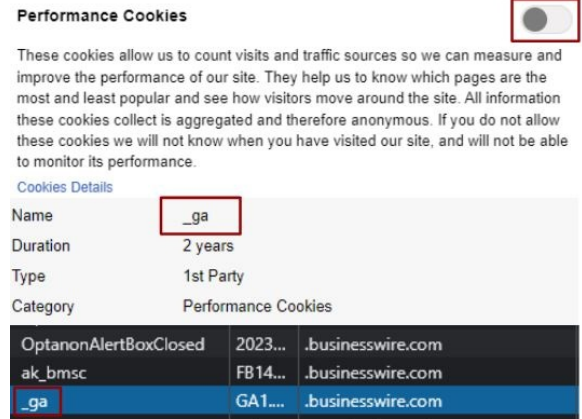 Performance Cookies
These cookies allow us to count visits and traffic sources so we can measure and
improve the performance of our site. They help us to know which pages are the
most and least popular and see how visitors move around the site. All information
these cookies collect is aggregated and therefore anonymous. If you do not allow
these cookies we will not know when you have visited our site, and will not be able
to monitor its performance.
Cookies Details
Name _ga
Duration 2 years
Type 1st Party
Category Performance Cookies
OptanonAlertBoxClosed 2023... .businesswire.com
ak_bmsc FB14... .businesswire.com
_ga GA1.... .businesswire.com